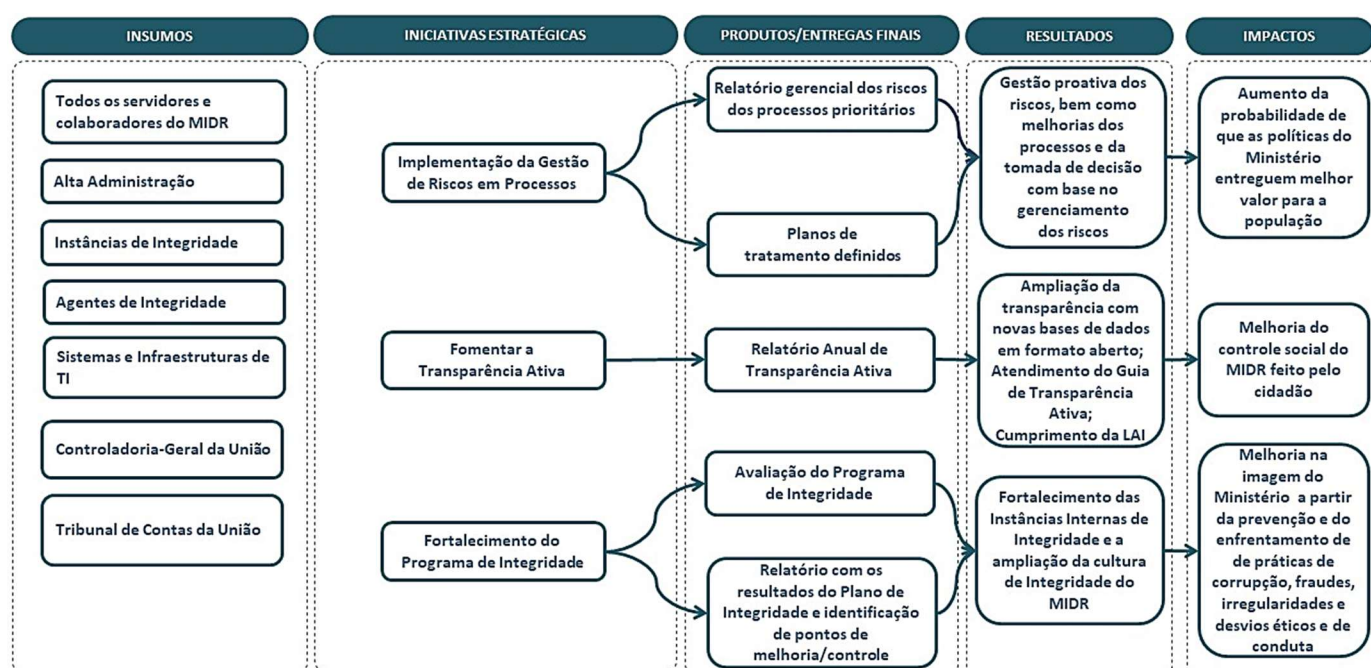 INSUMOS
INICIATIVAS ESTRATÉGICAS
PRODUTOS/ENTREGAS FINAIS
RESULTADOS
IMPACTOS
Todos os servidores e
colaboradores do MIDR
Alta Administração
Instâncias de Integridade
Agentes de Integridade
Sistemas e Infraestruturas de
TI
Controladoria-Geral da União
Tribunal de Contas da União
Implementação da Gestão
de Riscos em Processos
Fomentar a
Transparência Ativa
Fortalecimento do
Programa de Integridade
Relatório gerencial dos riscos
dos processos prioritários
Planos de
tratamento definidos
Relatório Anual de
Transparência Ativa
Avaliação do Programa
de Integridade
Relatório com os
resultados do Plano de
Integridade e identificação
de pontos de
melhoria/controle
Gestão proativa dos
riscos, bem como
melhorias dos
processos e da
tomada de decisão
com base no
gerenciamento
dos riscos
Ampliação da
transparência com
novas bases de dados
em formato aberto;
Atendimento do Guia
de Transparência
Ativa;
Cumprimento da LAI
Fortalecimento das
Instâncias Internas de
Integridade e a
ampliação da cultura
de Integridade do
MIDR
Aumento da
probabilidade de
que as políticas do
Ministério
entreguem melhor
valor para a
população
Melhoria do
controle social do
MIDR feito pelo
cidadão
Melhoria na
imagem do
Ministério a partir
da prevenção e do
enfrentamento de
de práticas de
corrupção, fraudes,
irregularidades e
desvios éticos e de
conduta